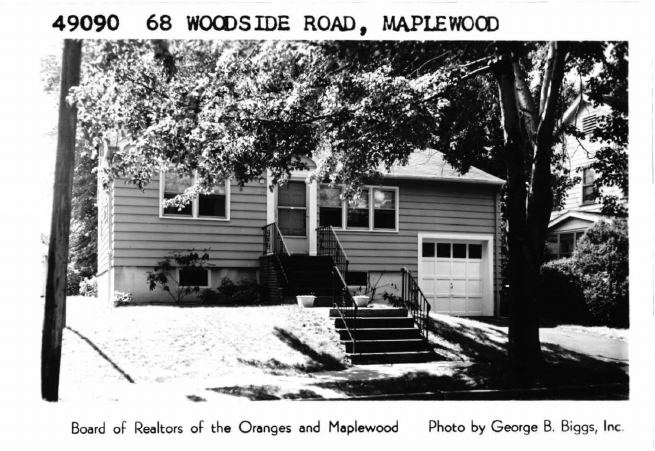 49090 68 WOODSIDE ROAD, MAPLEWOOD
Board of Realtors of the Oranges and Maplewood Photo by George B. Biggs, Inc.